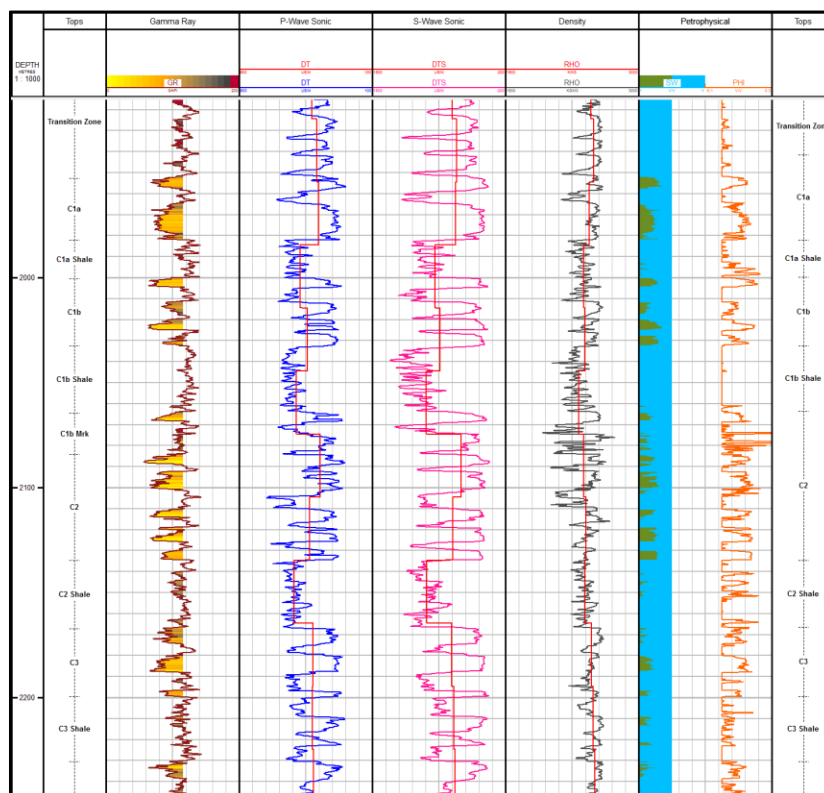 Tops
Gamma Ray
P-Wave Sonic
S-Wave Sonic
Density
Petrophysical
Tops
DEPTH
METRES
1 : 1000
DT
DTS
RHO
GR
DT
DTS
RHO
SW
PHI
Transition Zone
Transition Zon
C1a
C1a
C1a Shale
C1a Shale
2000
C1b
C1b
C1b Shale
C1b Shale
C1b Mrk
C2
2100
C2
C2 Shale
C2 Shale
C3
C3
2200
C3 Shale
C3 Shale